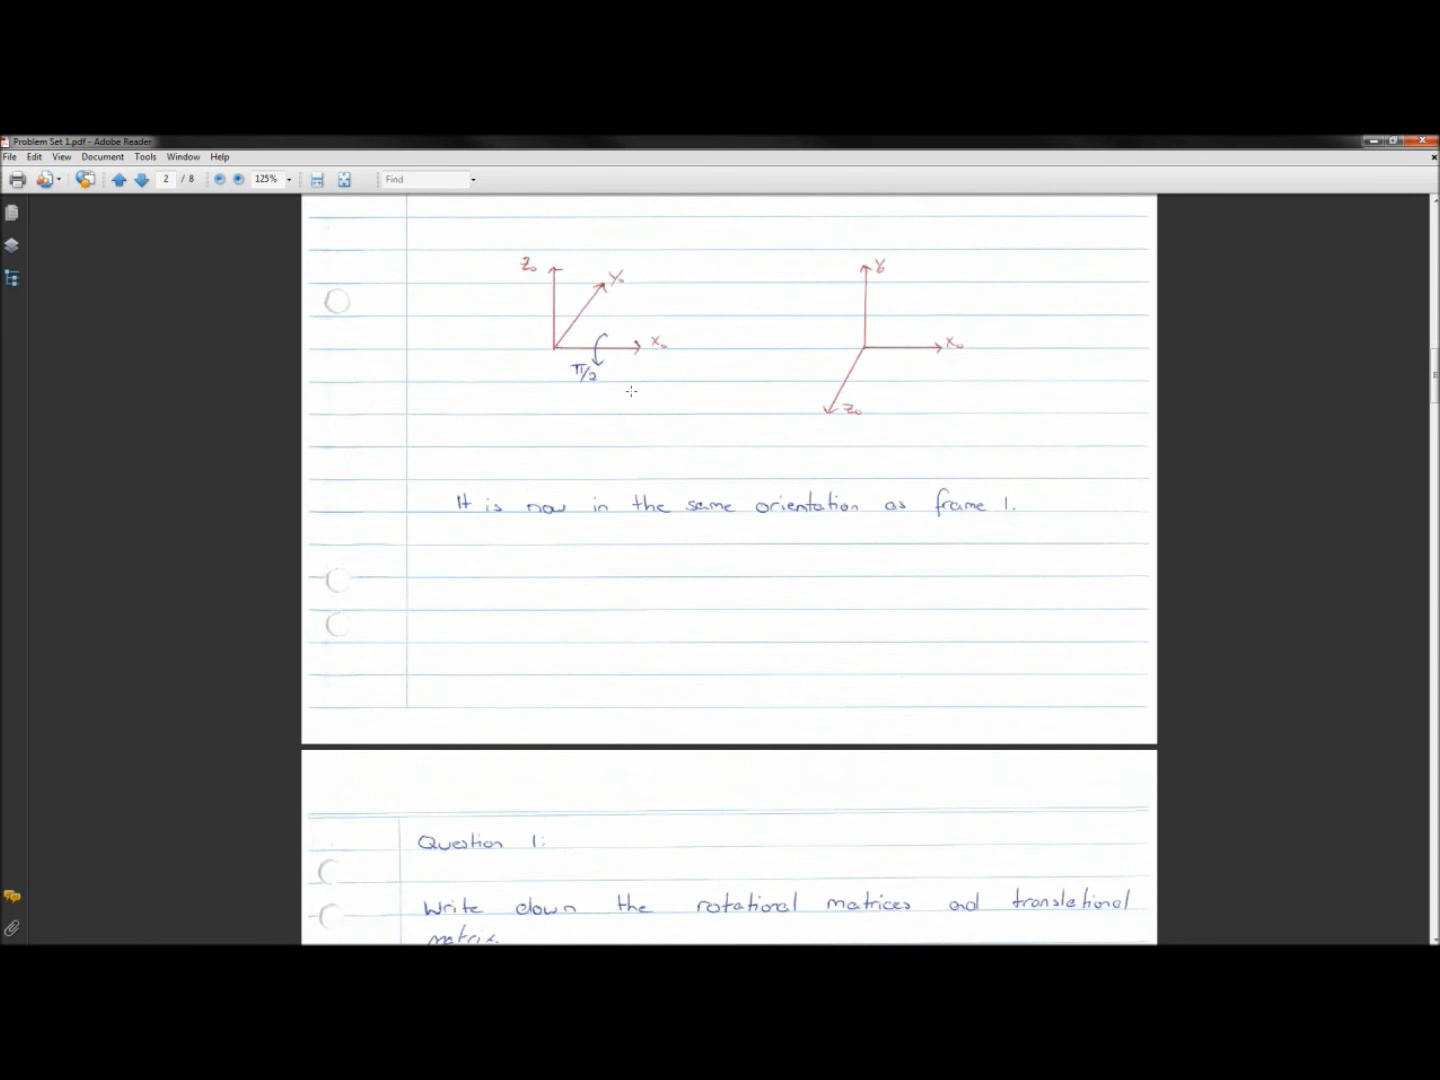 Problem Set 1.pdf - Adobe Reader
File Edit View Document Tools Window Help
2 / 8 125% Find
Z₀ Y₀ X₀ π/2
Y₀ X₀ Z₀
It is now in the same orientation as frame 1.
Question 1:
Write down the rotational matrices and translational
matrix.